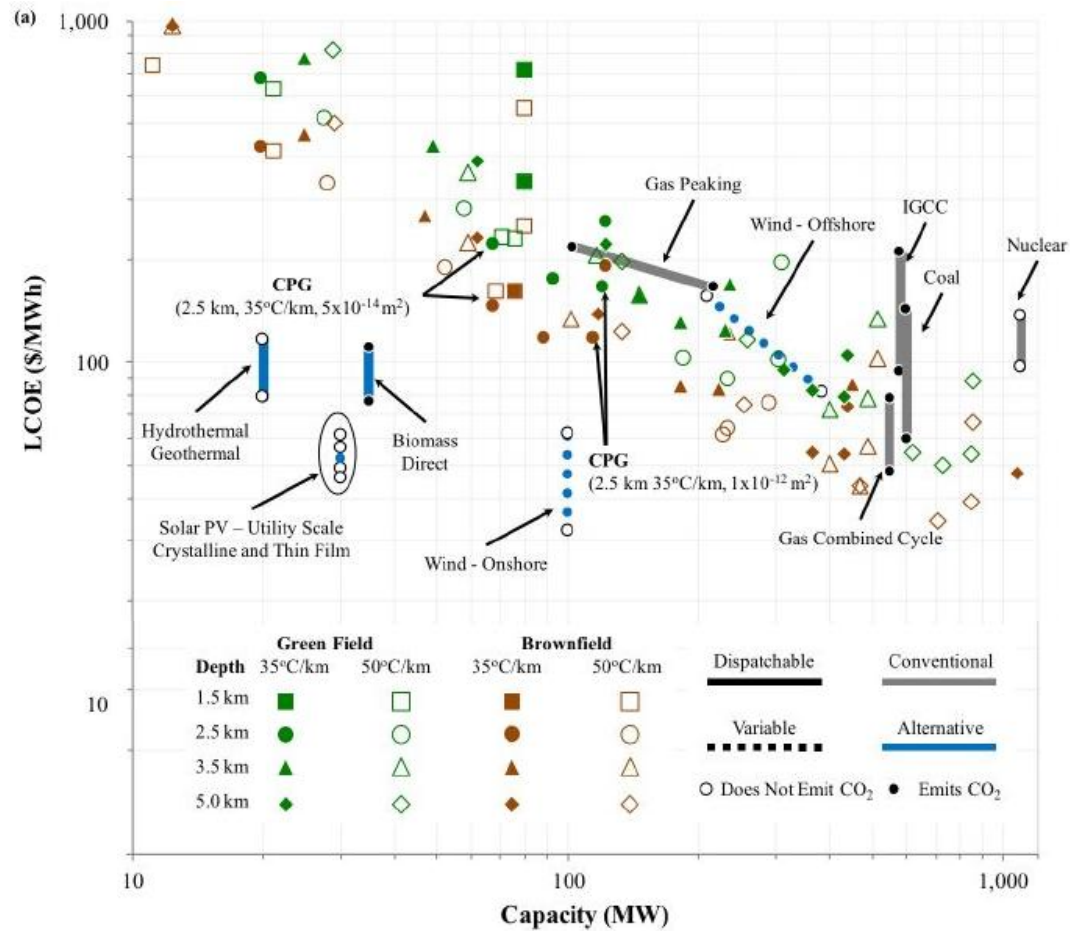 (a)
1,000
Gas Peaking
IGCC
Wind - Offshore
Nuclear
Coal
CPG
(2.5 km, 35°C/km, 5x10⁻¹⁴ m²)
100
LCOE ($/MWh)
Hydrothermal
Geothermal
Biomass
Direct
CPG
(2.5 km 35°C/km, 1x10⁻¹² m²)
Solar PV – Utility Scale
Crystalline and Thin Film
Wind - Onshore
Gas Combined Cycle
Green Field Brownfield
Depth 35°C/km 50°C/km 35°C/km 50°C/km
Dispatchable Conventional
1.5 km
10
2.5 km
Variable Alternative
3.5 km
Does Not Emit CO₂ Emits CO₂
5.0 km
10 100 1,000
Capacity (MW)